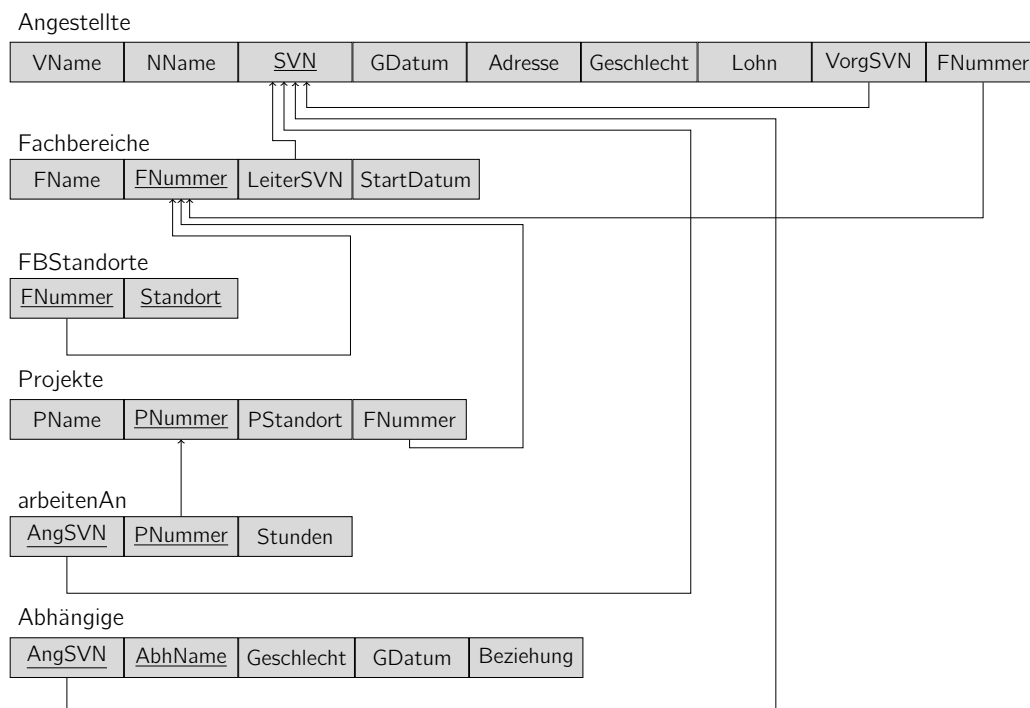 Angestellte
VName NName SVN GDatum Adresse Geschlecht Lohn VorgSVN FNummer
Fachbereiche
FName FNummer LeiterSVN StartDatum
FBStandorte
FNummer Standort
Projekte
PName PNummer PStandort FNummer
arbeitenAn
AngSVN PNummer Stunden
Abhängige
AngSVN AbhName Geschlecht GDatum Beziehung